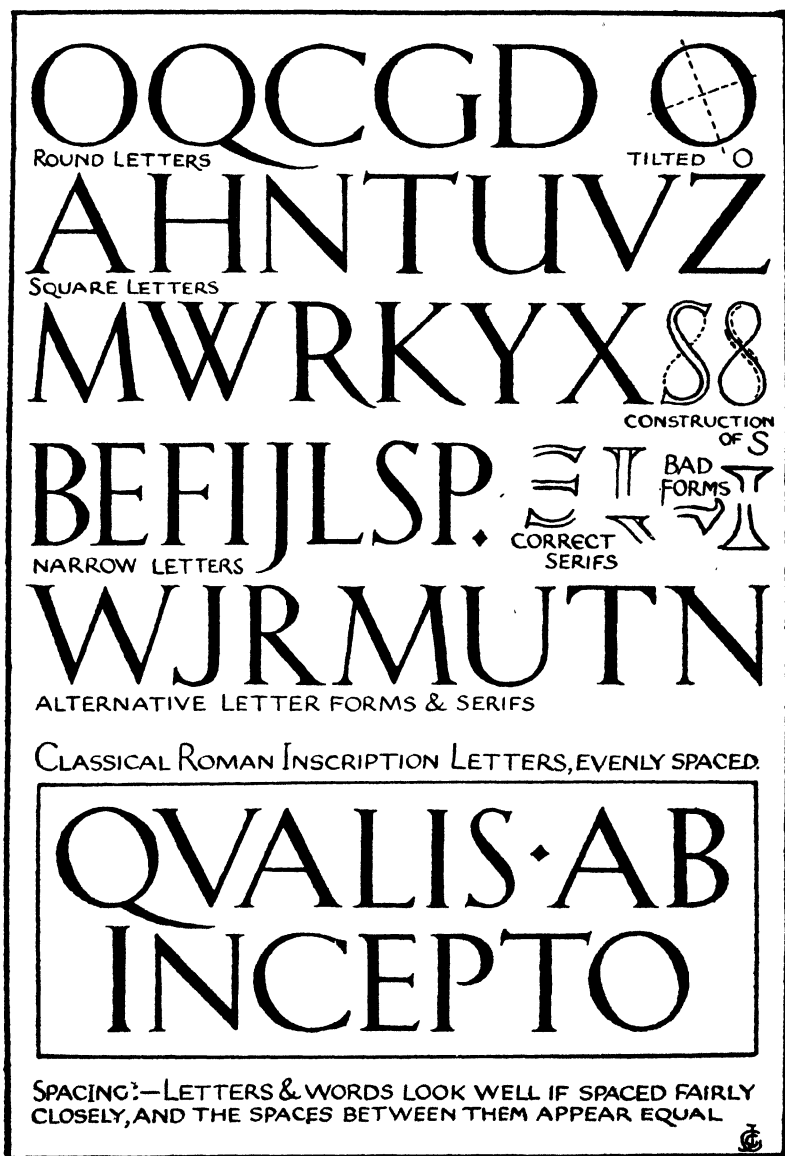 OQCGD O
ROUND LETTERS TILTED O
AHNTUVZ
SQUARE LETTERS
MWRKYX S8
CONSTRUCTION
OF S
BEFIJLSP.
BAD
FORMS
CORRECT
SERIFS
NARROW LETTERS
WJRMUTN
ALTERNATIVE LETTER FORMS & SERIFS
CLASSICAL ROMAN INSCRIPTION LETTERS, EVENLY SPACED.
QVALIS·AB
INCEPTO
SPACING:—LETTERS & WORDS LOOK WELL IF SPACED FAIRLY
CLOSELY, AND THE SPACES BETWEEN THEM APPEAR EQUAL